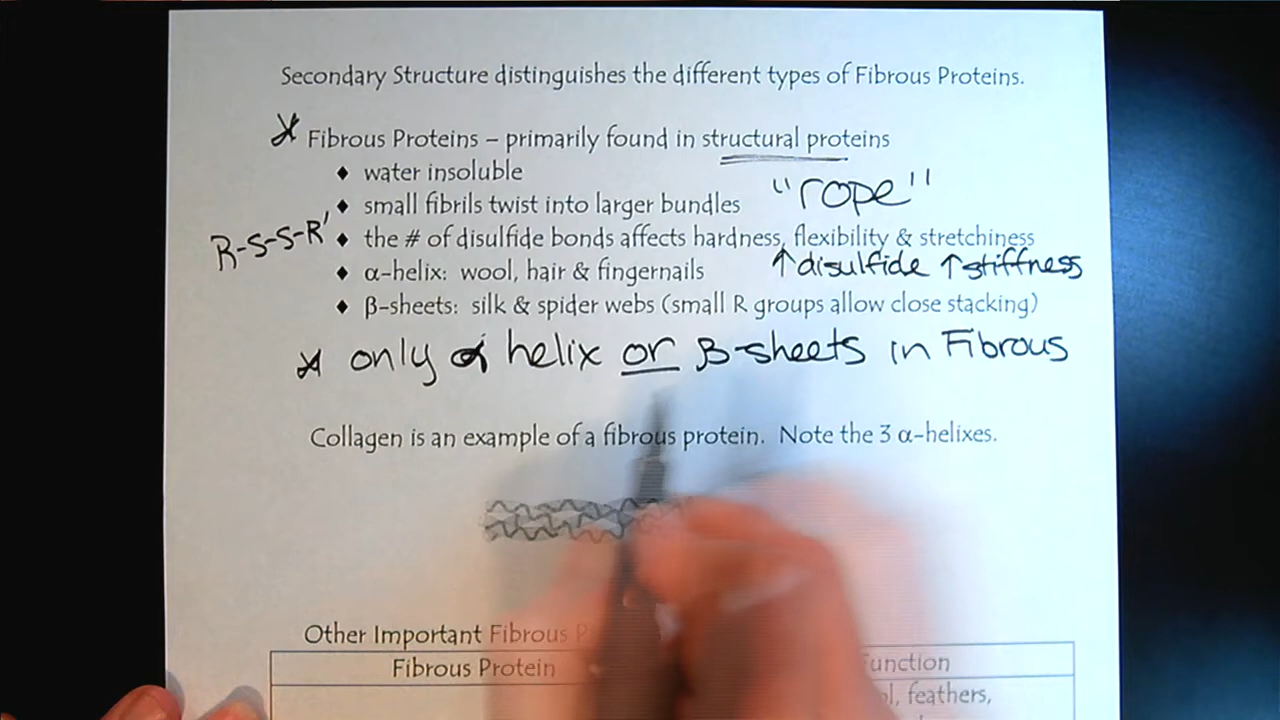 Secondary Structure distinguishes the different types of Fibrous Proteins.
Fibrous Proteins – primarily found in structural proteins
♦ water insoluble
♦ small fibrils twist into larger bundles "rope"
R-S-S-R' ♦ the # of disulfide bonds affects hardness, flexibility & stretchiness
♦ α-helix: wool, hair & fingernails ↑disulfide ↑stiffness
♦ β-sheets: silk & spider webs (small R groups allow close stacking)
only α helix or β-sheets in Fibrous
Collagen is an example of a fibrous protein. Note the 3 α-helixes.
Other Important Fibrous
Fibrous Protein
feathers,